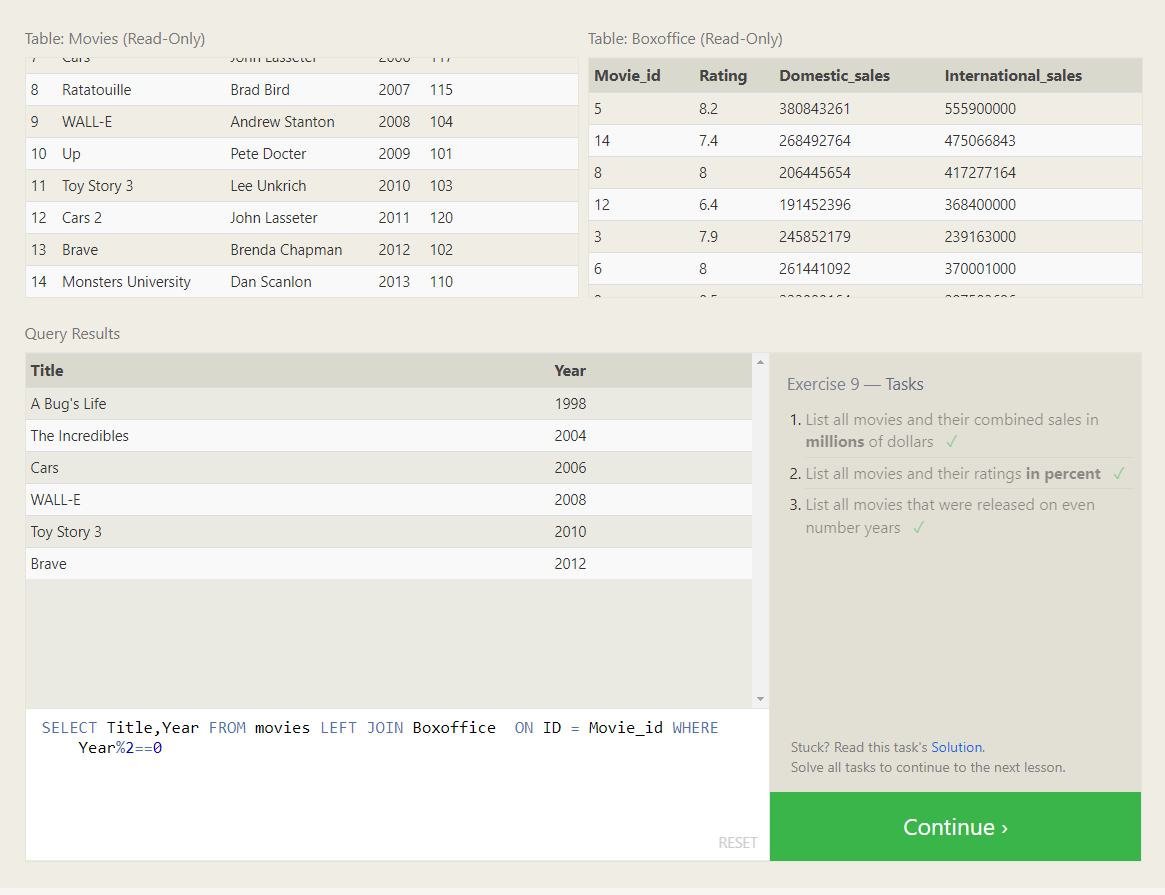 Table: Movies (Read-Only)
7 Cars John Lasseter 2006 117
8 Ratatouille Brad Bird 2007 115
9 WALL-E Andrew Stanton 2008 104
10 Up Pete Docter 2009 101
11 Toy Story 3 Lee Unkrich 2010 103
12 Cars 2 John Lasseter 2011 120
13 Brave Brenda Chapman 2012 102
14 Monsters University Dan Scanlon 2013 110
Table: Boxoffice (Read-Only)
Movie_id Rating Domestic_sales International_sales
5 8.2 380843261 555900000
14 7.4 268492764 475066843
8 8 206445654 417277164
12 6.4 191452396 368400000
3 7.9 245852179 239163000
6 8 261441092 370001000
Query Results
Title Year
A Bug's Life 1998
The Incredibles 2004
Cars 2006
WALL-E 2008
Toy Story 3 2010
Brave 2012
SELECT Title,Year FROM movies LEFT JOIN Boxoffice  ON ID = Movie_id WHERE
Year%2==0
RESET
Exercise 9 — Tasks
1. List all movies and their combined sales in
millions of dollars ✓
2. List all movies and their ratings in percent ✓
3. List all movies that were released on even
number years ✓
Stuck? Read this task's Solution.
Solve all tasks to continue to the next lesson.
Continue ›